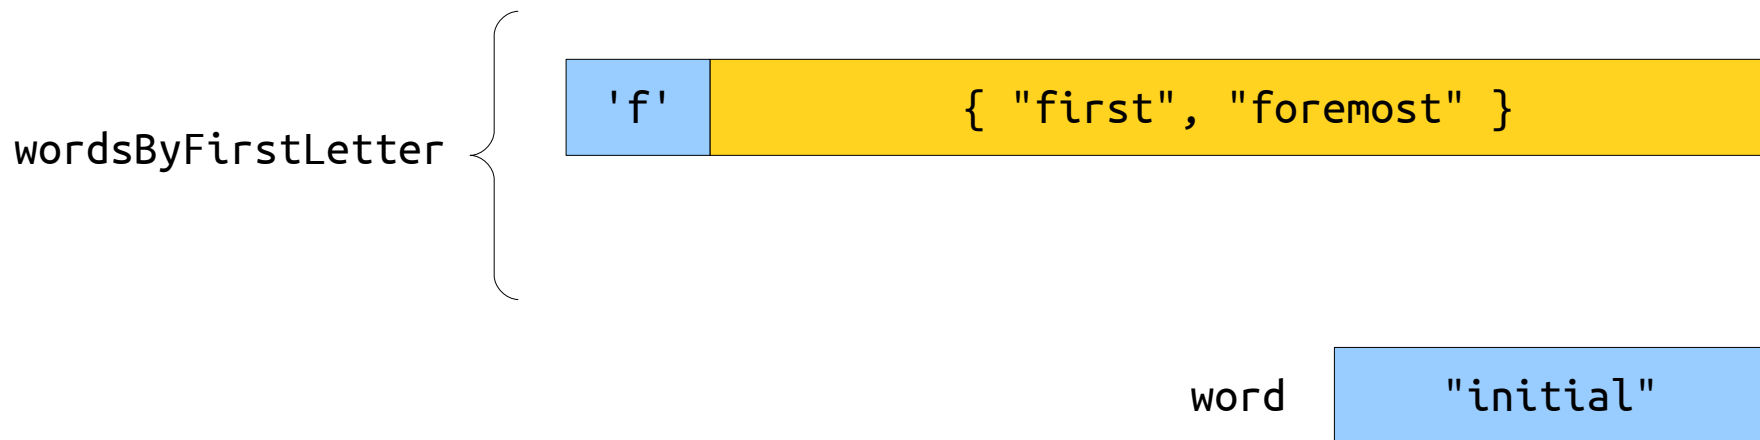 'f' { "first", "foremost" }
wordsByFirstLetter
word "initial"